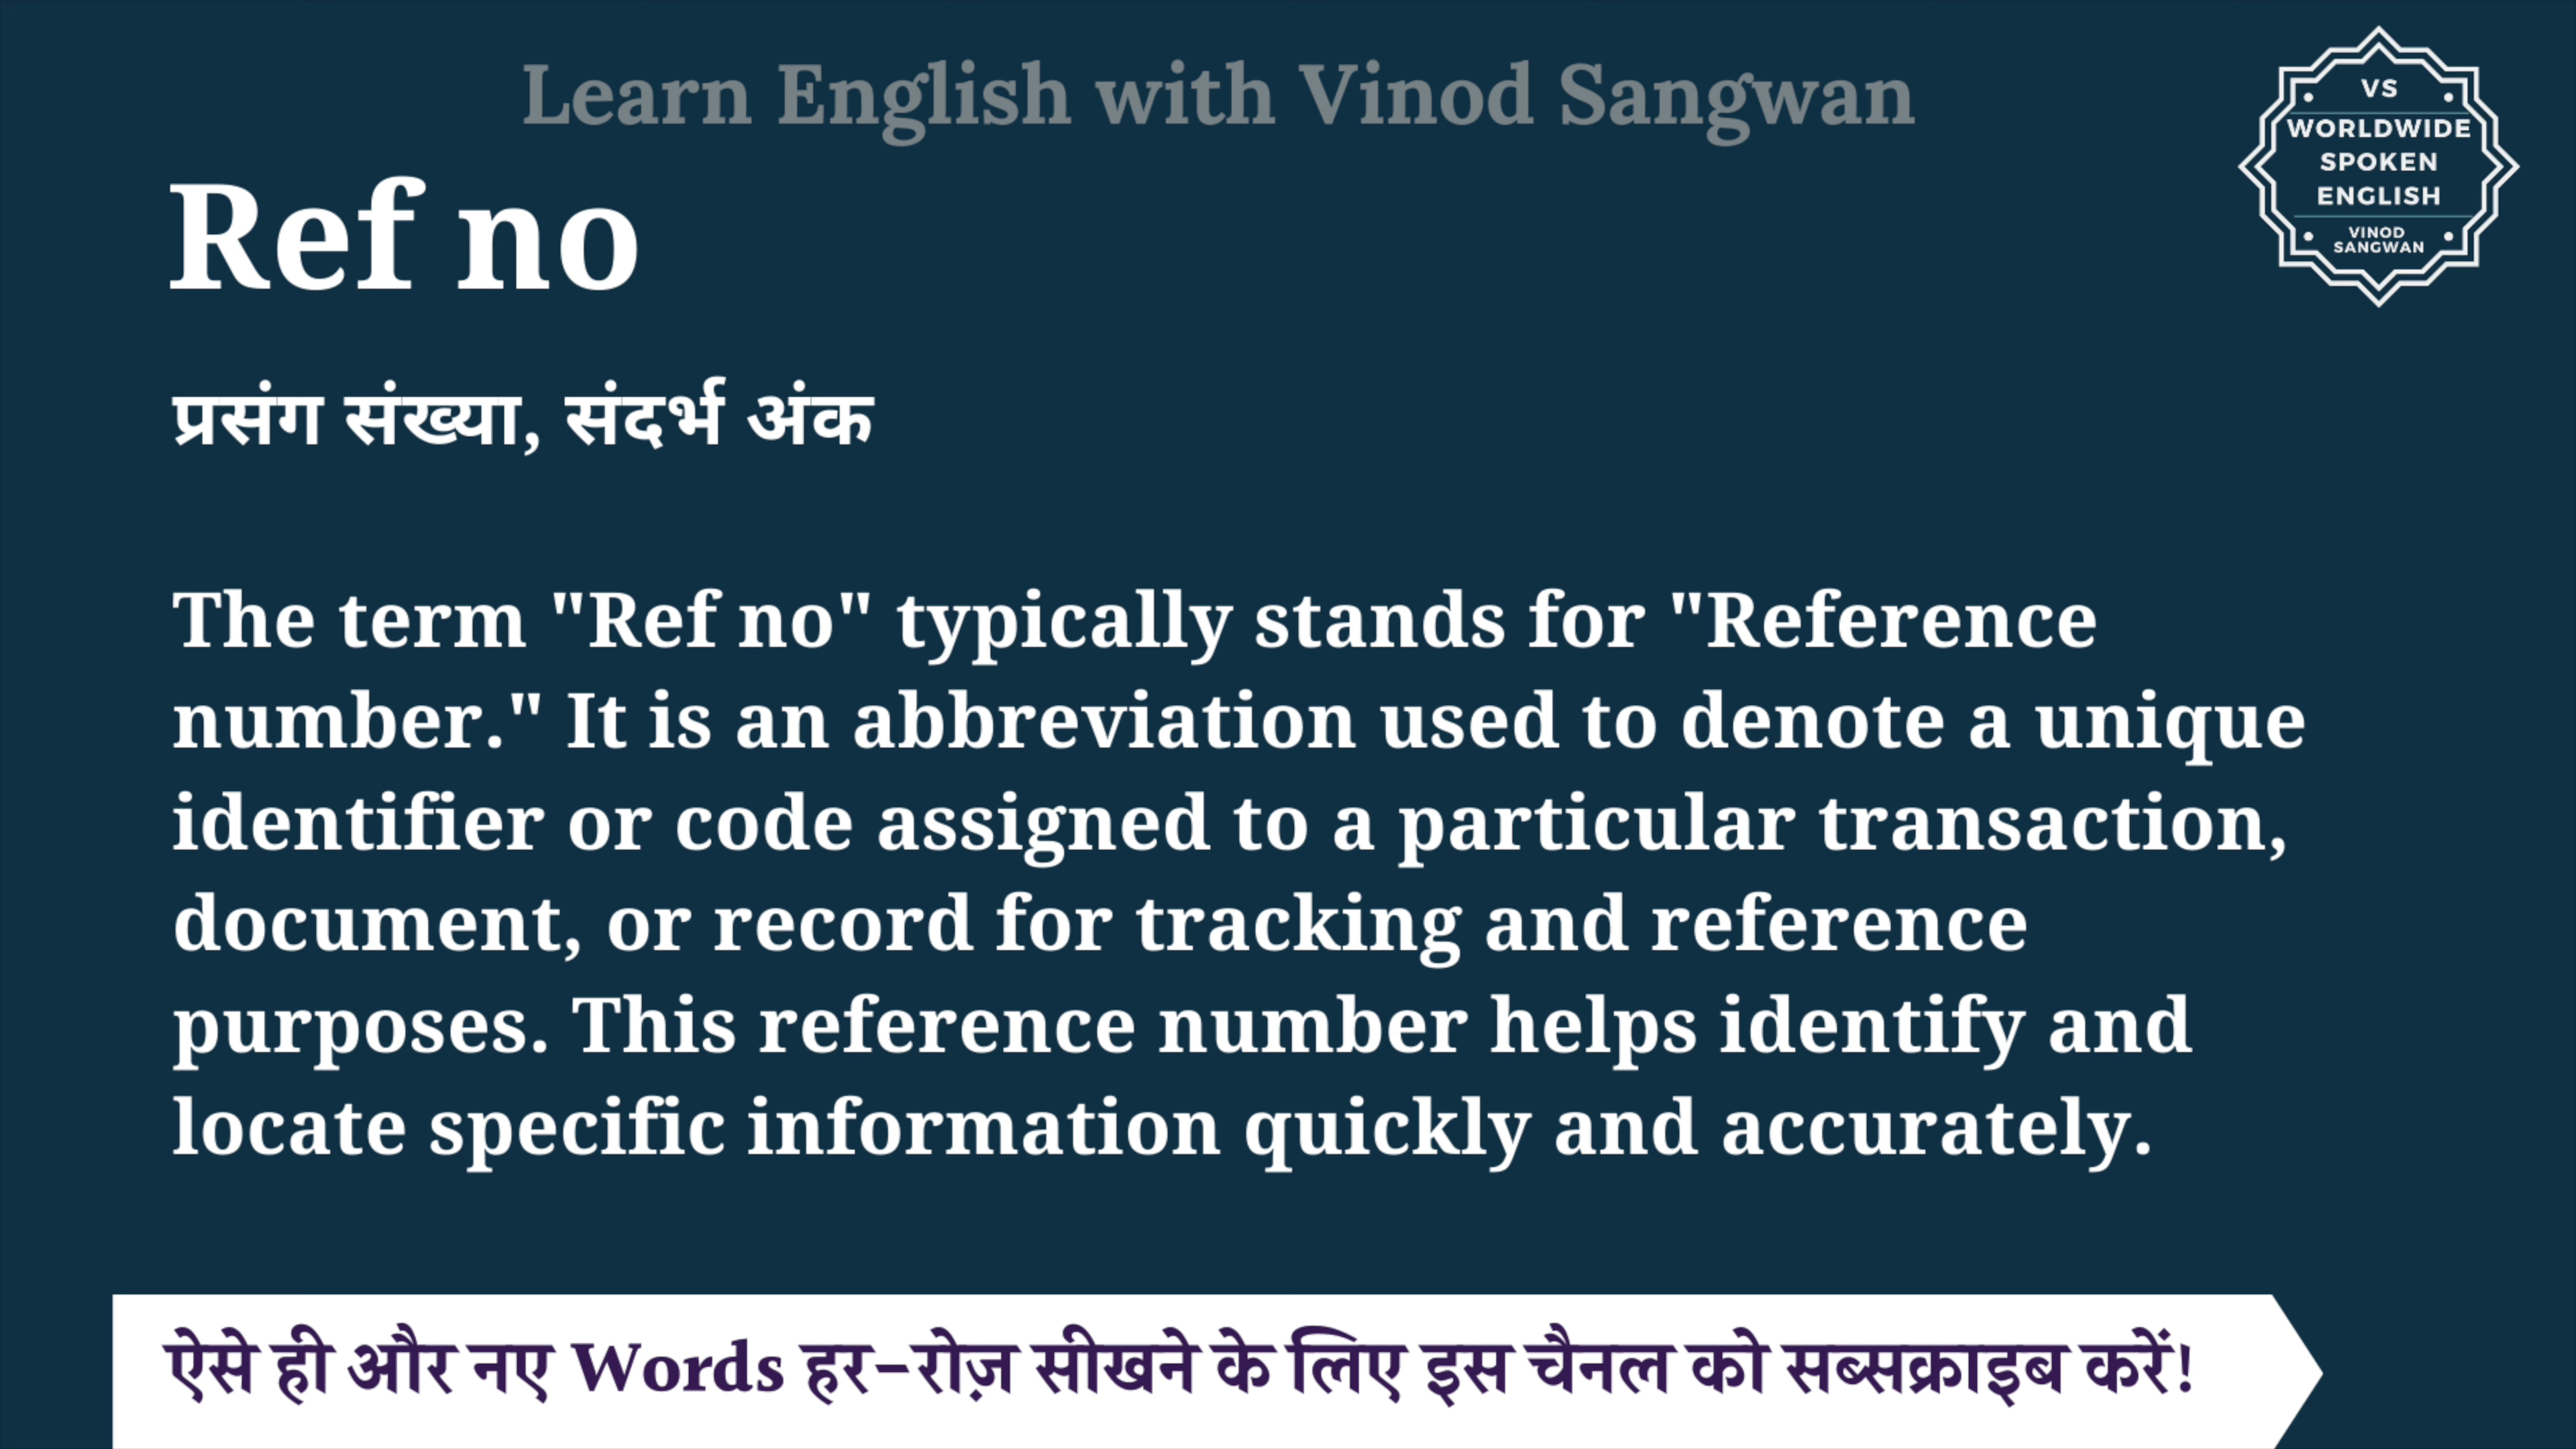 Learn English with Vinod Sangwan
VS
WORLDWIDE
SPOKEN
ENGLISH
VINOD
SANGWAN
Ref no
प्रसंग संख्या, संदर्भ अंक
The term "Ref no" typically stands for "Reference
number." It is an abbreviation used to denote a unique
identifier or code assigned to a particular transaction,
document, or record for tracking and reference
purposes. This reference number helps identify and
locate specific information quickly and accurately.
ऐसे ही और नए Words हर-रोज़ सीखने के लिए इस चैनल को सब्सक्राइब करें!